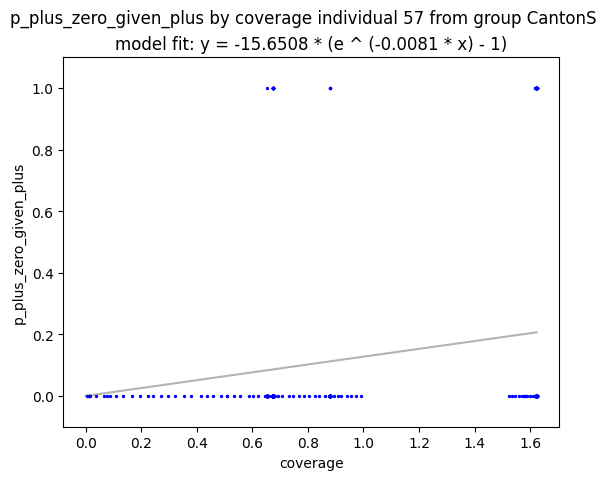 p_plus_zero_given_plus by coverage individual 57 from group CantonS
model fit: y = -15.6508 * (e ^ (-0.0081 * x) - 1)
1.0
0.8
0.6
0.4
0.2
0.0
p_plus_zero_given_plus
0.0 0.2 0.4 0.6 0.8 1.0 1.2 1.4 1.6
coverage